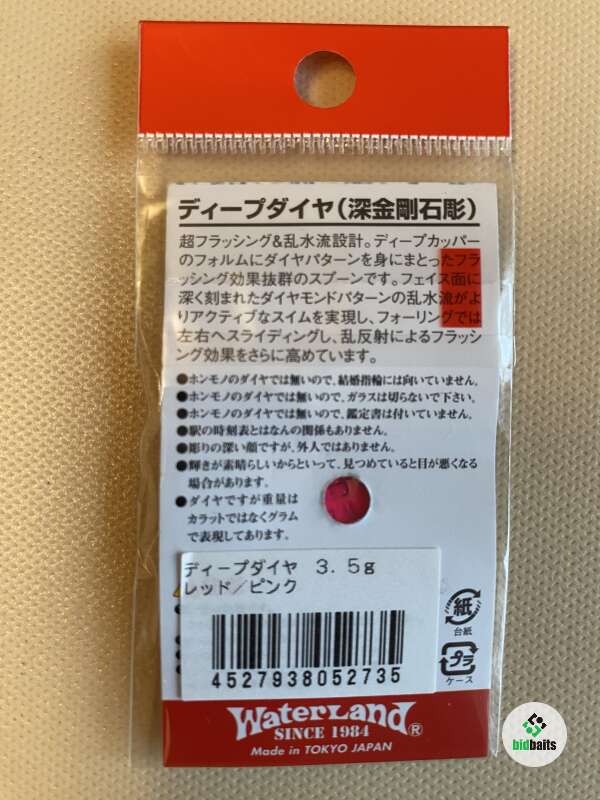 ディープダイヤ(深金剛石彫)
超フラッシング&乱水流設計。ディープカッパー
のフォルムにダイヤパターンを身にまとったフラ
ッシング効果抜群のスプーンです。フェイス面に
深く刻まれたダイヤモンドパターンの乱水流がよ
りアクティブなスイムを実現し、フォーリングでは
左右へスライディングし、乱反射によるフラッシ
ング効果をさらに高めています。
●ホンモノのダイヤでは無いので、結婚指輪には向いていません。
●ホンモノのダイヤでは無いので、ガラスは切らないで下さい。
●ホンモノのダイヤでは無いので、鑑定書は付いていません。
●駅の時刻表とはなんの関係もありません。
●彫りの深い顔ですが、外人ではありません。
●輝きが素晴らしいからといって、見つめていると目が悪くなる
場合があります。
●ダイヤですが重量は
カラットではなくグラム
で表現してあります。
ディープダイヤ 3.5g
レッド/ピンク
4527938052735
紙
台紙
プラ
ケース
WaterLand®
SINCE 1984
Made in TOKYO JAPAN
bidbaits